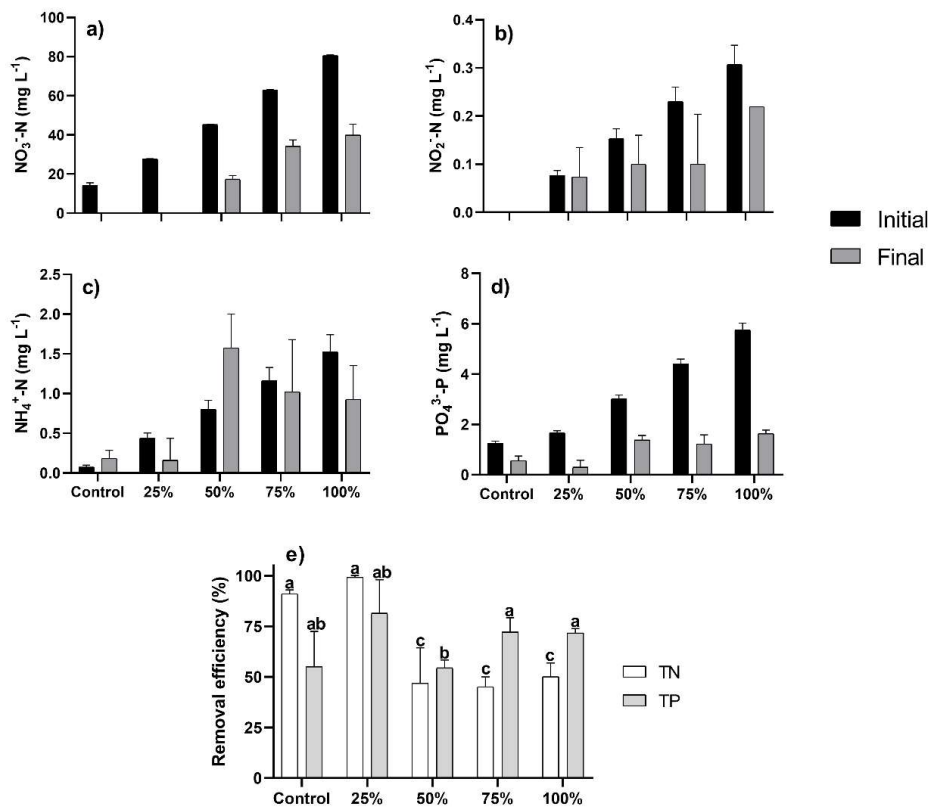 a)
NO₃⁻-N (mg L⁻¹)
100
80
60
40
20
0
b)
NO₂⁻-N (mg L⁻¹)
0.4
0.3
0.2
0.1
0.0
Initial
Final
c)
NH₄⁺-N (mg L⁻¹)
2.5
2.0
1.5
1.0
0.5
0.0
Control 25% 50% 75% 100%
d)
PO₄³⁻-P (mg L⁻¹)
8
6
4
2
0
Control 25% 50% 75% 100%
e)
Removal efficiency (%)
100
75
50
25
0
a ab a ab c b c a c a
Control 25% 50% 75% 100%
TN
TP